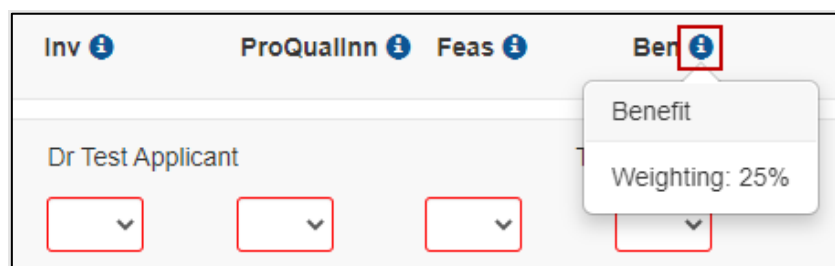 Inv ProQualInn Feas Ben
Benefit
Dr Test Applicant T
Weighting: 25%